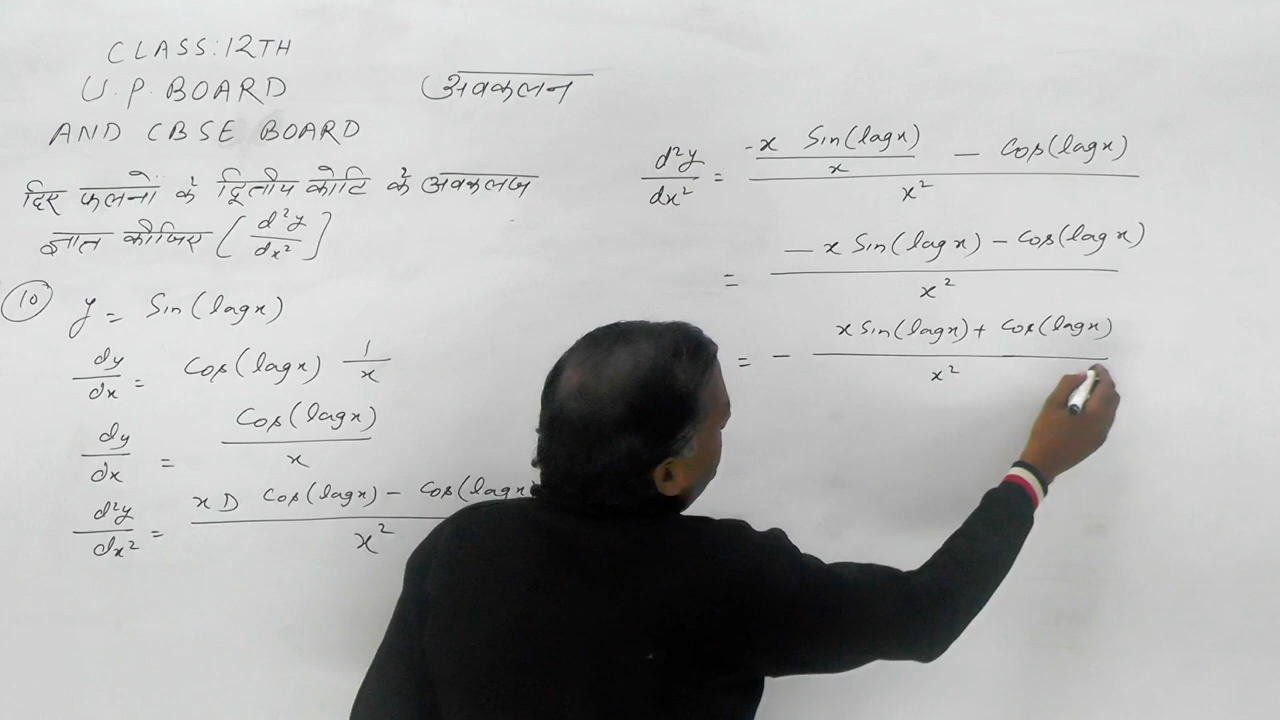 CLASS:12TH
U.P. BOARD
AND CBSE BOARD
अवकलन
दिए फलनों के द्वितीय कोटि के अवकलज
ज्ञात कीजिए (d²y/dx²)
10 y = Sin(logx)
dy/dx = Cos(logx) 1/x
dy/dx = Cos(logx)/x
d²y/dx² = x D Cos(logx) - Cos(logx / x²
d²y/dx² = -x Sin(logx)/x - Cos(logx) / x²
= -x Sin(logx) - Cos(logx) / x²
= - x Sin(logx) + Cos(logx) / x²